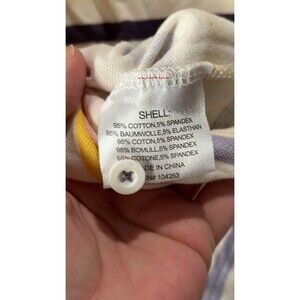 SHELL:
95% COTTON,5% SPANDEX
95% BAUMWOLLE,5% ELASTHAN
95% COTON,5% SPANDEX
95% BOMULL,5% SPANDEX
95% COTONE,5% SPANDEX
MADE IN CHINA
RN# 104253